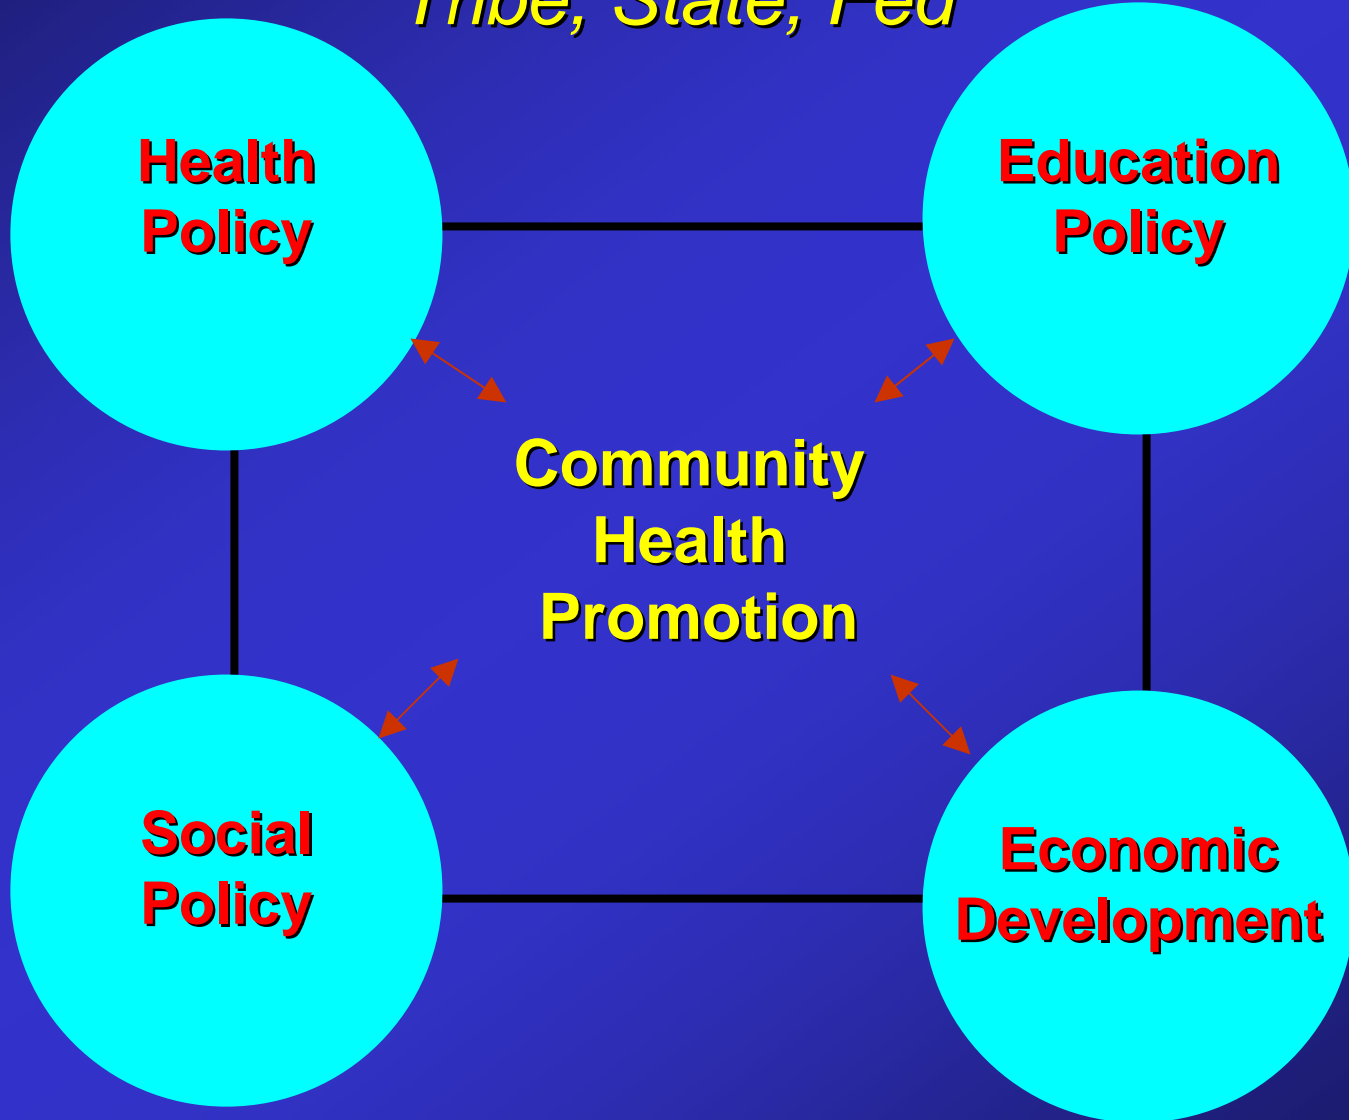 Tribe, State, Fed
Health
Policy
Education
Policy
Community
Health
Promotion
Social
Policy
Economic
Development